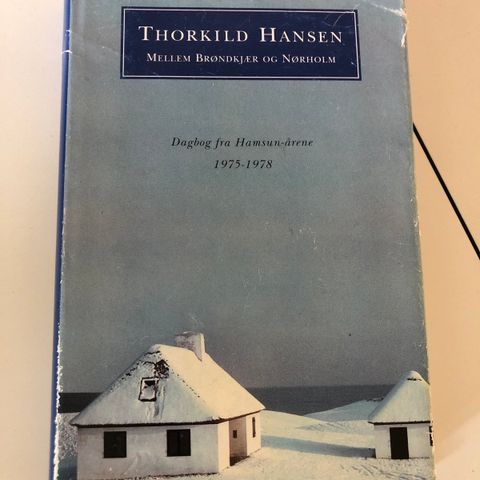 THORKILD HANSEN
MELLEM BRØNDKJÆR OG NØRHOLM
Dagbog fra Hamsun-årene
1975-1978